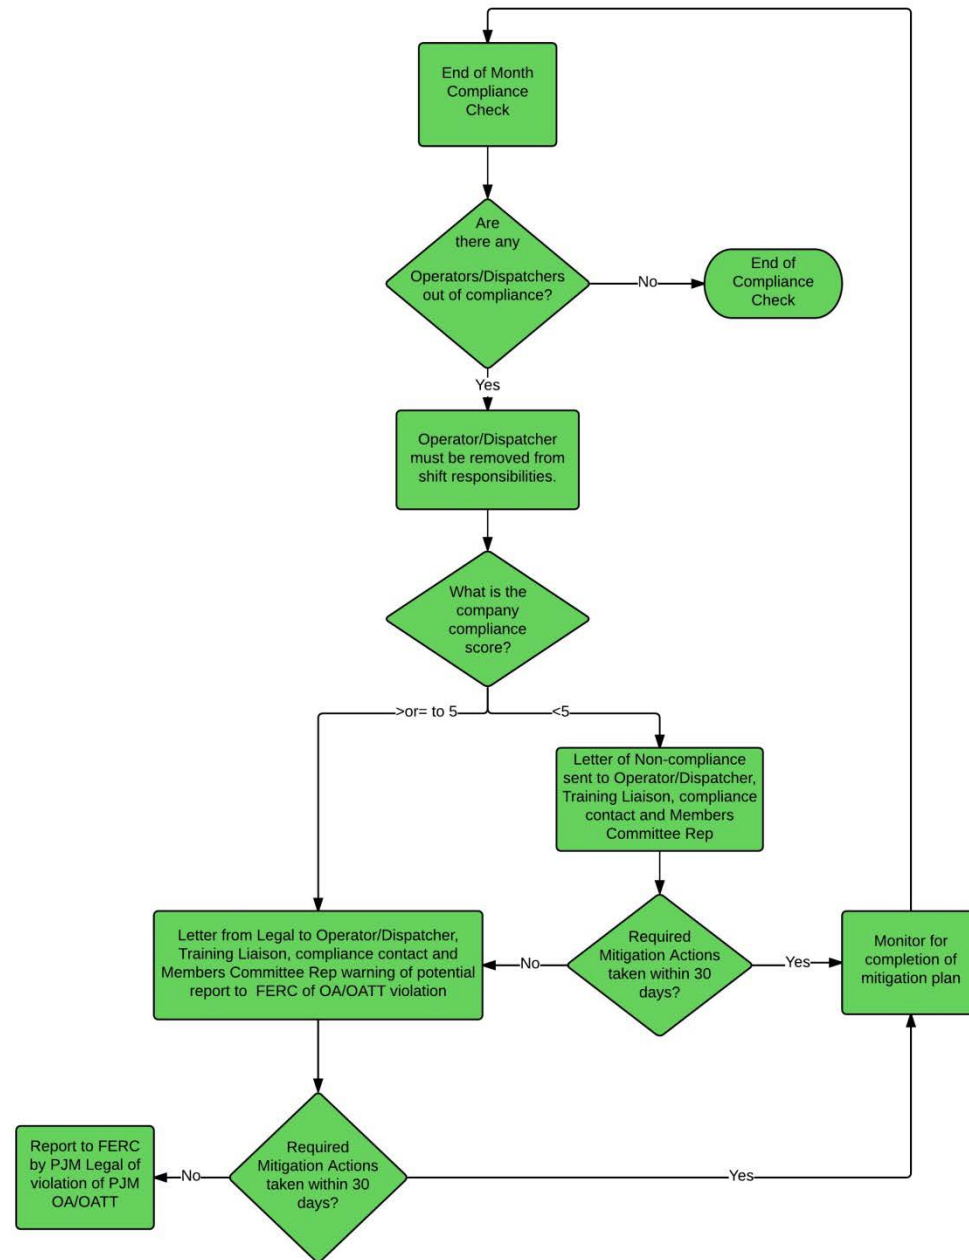 End of Month
Compliance
Check
Are
there any
Operators/Dispatchers
out of compliance?
No
End of
Compliance
Check
Yes
Operator/Dispatcher
must be removed from
shift responsibilities.
What is the
company
compliance
score?
>or= to 5
<5
Letter of Non-compliance
sent to Operator/Dispatcher,
Training Liaison, compliance
contact and Members
Committee Rep
Letter from Legal to Operator/Dispatcher,
Training Liaison, compliance contact and
Members Committee Rep warning of potential
report to FERC of OA/OATT violation
No
Required
Mitigation Actions
taken within 30
days?
Yes
Monitor for
completion of
mitigation plan
Report to FERC
by PJM Legal of
violation of PJM
OA/OATT
No
Required
Mitigation Actions
taken within 30
days?
Yes